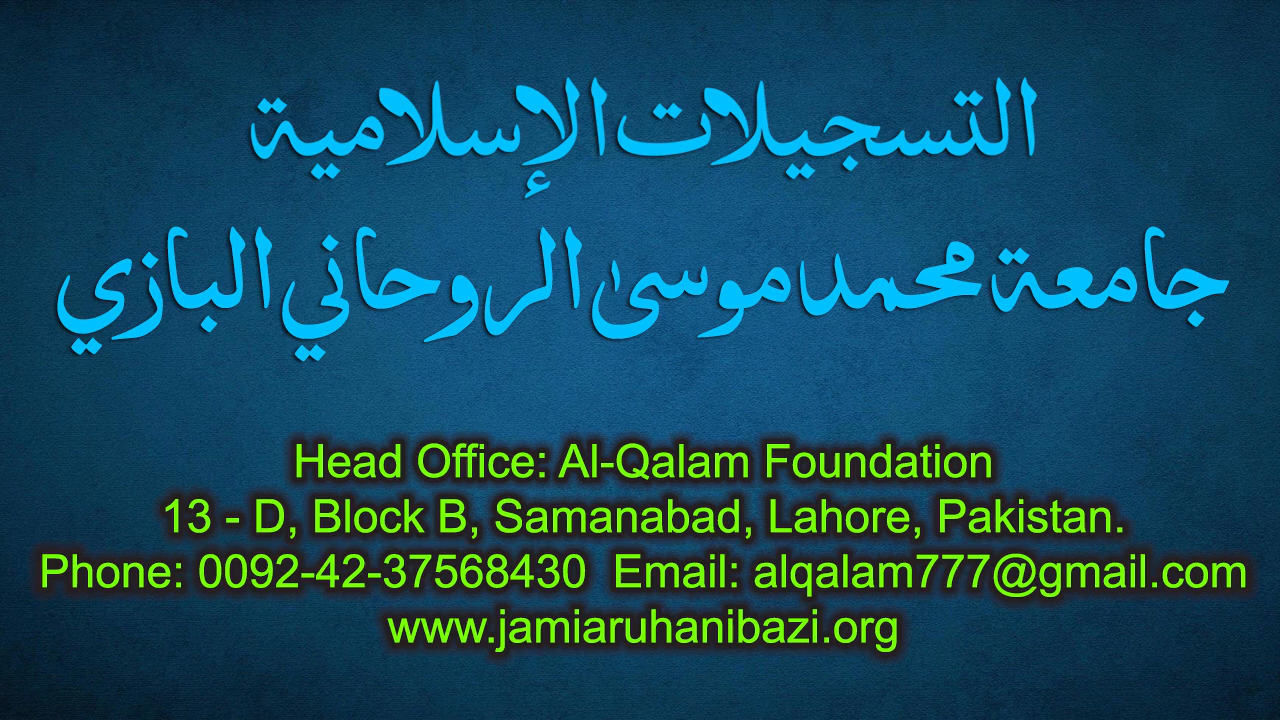 التسجيلات الإسلامية
جامعة محمد موسىٰ الروحاني البازي
Head Office: Al-Qalam Foundation
13 - D, Block B, Samanabad, Lahore, Pakistan.
Phone: 0092-42-37568430  Email: alqalam777@gmail.com
www.jamiaruhanibazi.org